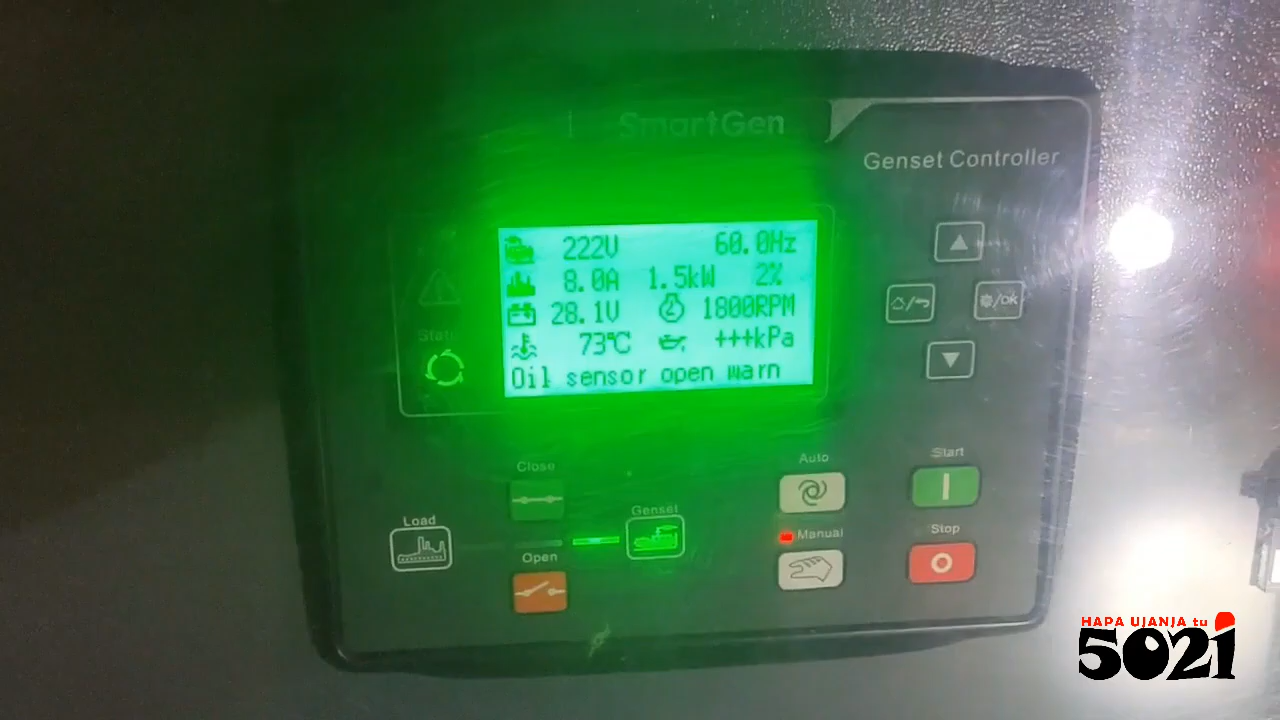 SmartGen
Genset Controller
222V 60.0Hz
8.0A 1.5kW 2%
28.1V 1800RPM
73℃ +++kPa
Oil sensor open warn
Close
Auto
Start
Load
Genset
Manual
Stop
Open
/OK
HAPA UJANJA tu
5021